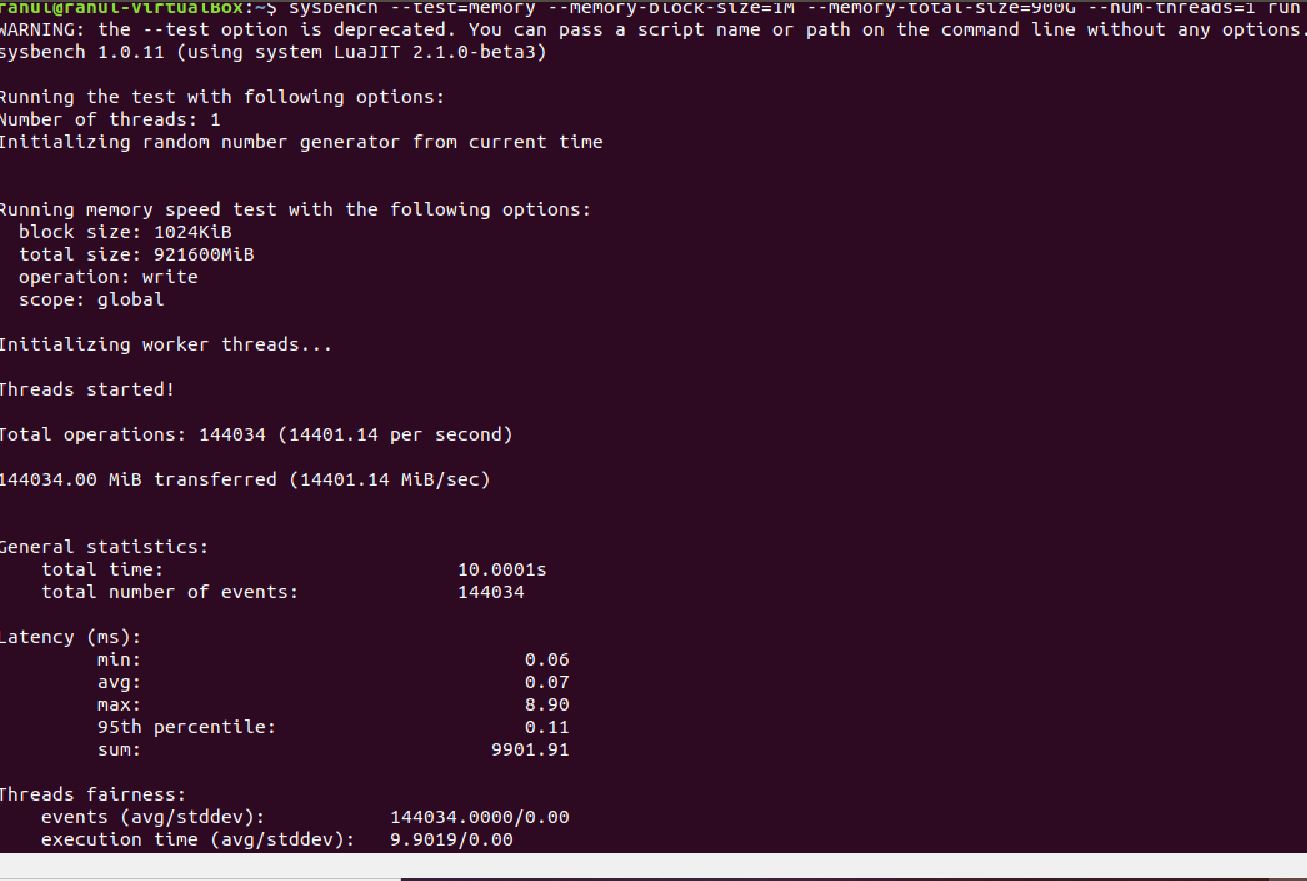 rahul@rahul-VirtualBox:~$ sysbench --test=memory --memory-block-size=1M --memory-total-size=900G --num-threads=1 run
WARNING: the --test option is deprecated. You can pass a script name or path on the command line without any options.
sysbench 1.0.11 (using system LuaJIT 2.1.0-beta3)
Running the test with following options:
Number of threads: 1
Initializing random number generator from current time
Running memory speed test with the following options:
block size: 1024KiB
total size: 921600MiB
operation: write
scope: global
Initializing worker threads...
Threads started!
Total operations: 144034 (14401.14 per second)
144034.00 MiB transferred (14401.14 MiB/sec)
General statistics:
total time: 10.0001s
total number of events: 144034
Latency (ms):
min: 0.06
avg: 0.07
max: 8.90
95th percentile: 0.11
sum: 9901.91
Threads fairness:
events (avg/stddev): 144034.0000/0.00
execution time (avg/stddev): 9.9019/0.00